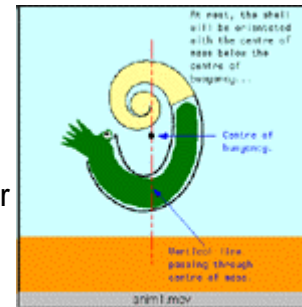 At rest, the shell
will be orientated
with the centre of
mass below the
centre of
buoyancy...
Centre of
buoyancy.
r
Vertical line
passing through
centre of mass.
anim1.mov